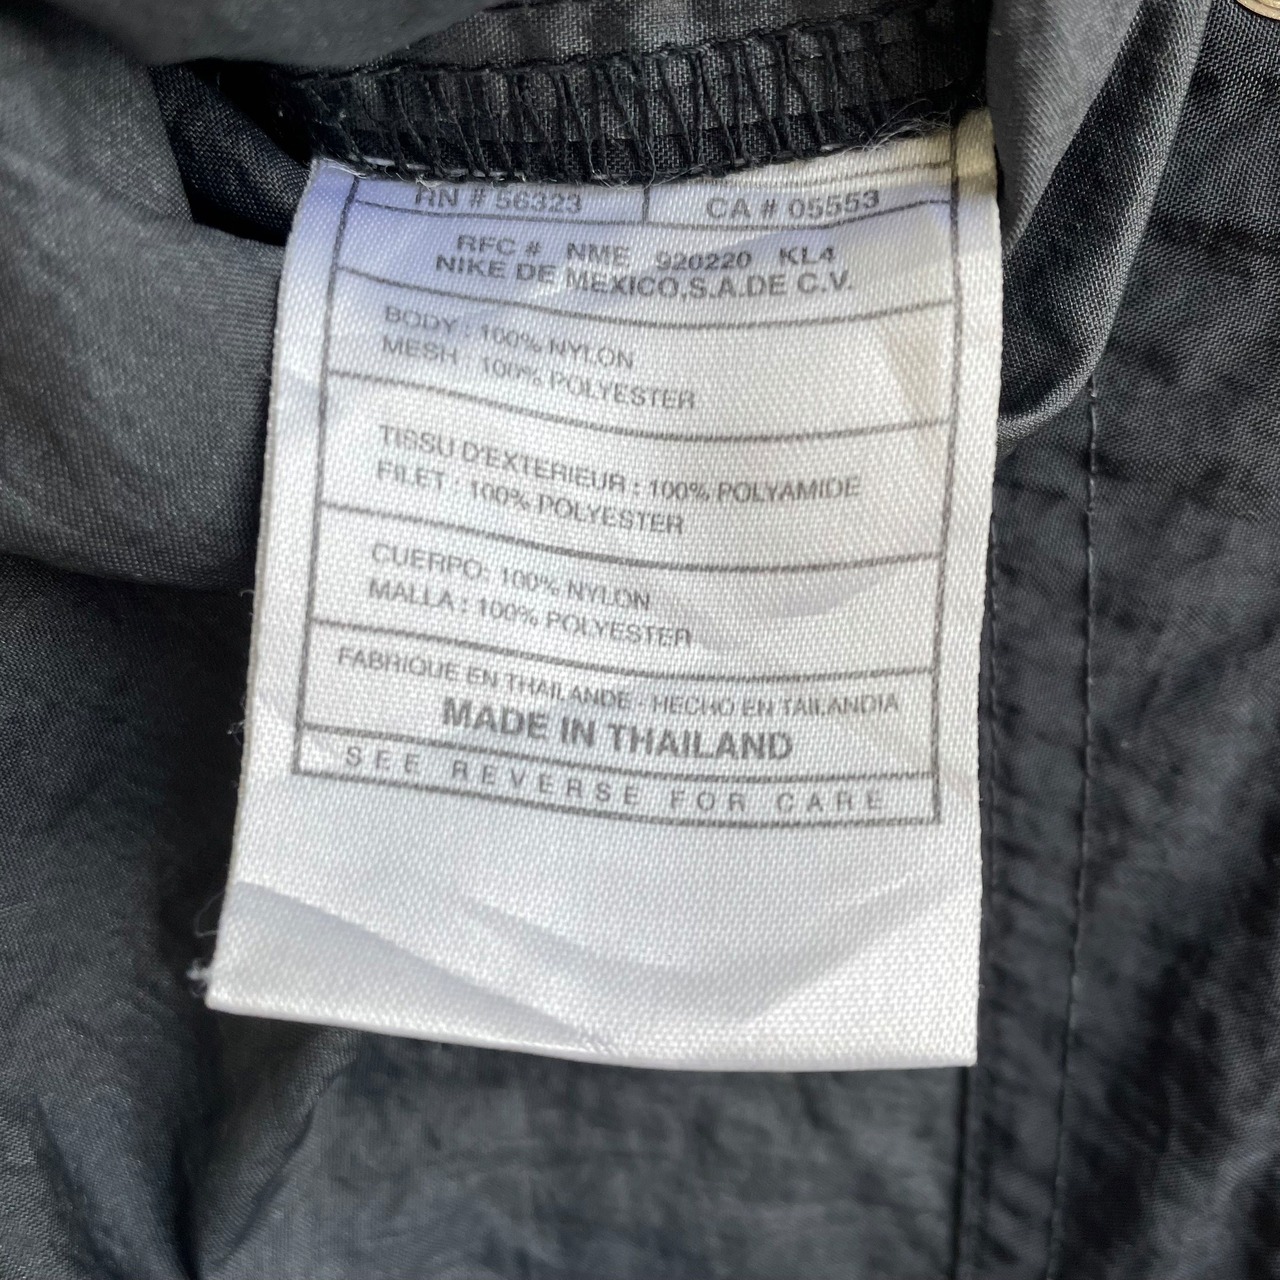 RN # 56323 CA # 05553
RFC # NME 920220 KL4
NIKE DE MEXICO,S.A.DE C.V.
BODY : 100% NYLON
MESH : 100% POLYESTER
TISSU D'EXTERIEUR : 100% POLYAMIDE
FILET : 100% POLYESTER
CUERPO: 100% NYLON
MALLA : 100% POLYESTER
FABRIQUE EN THAILANDE - HECHO EN TAILANDIA
MADE IN THAILAND
SEE REVERSE FOR CARE